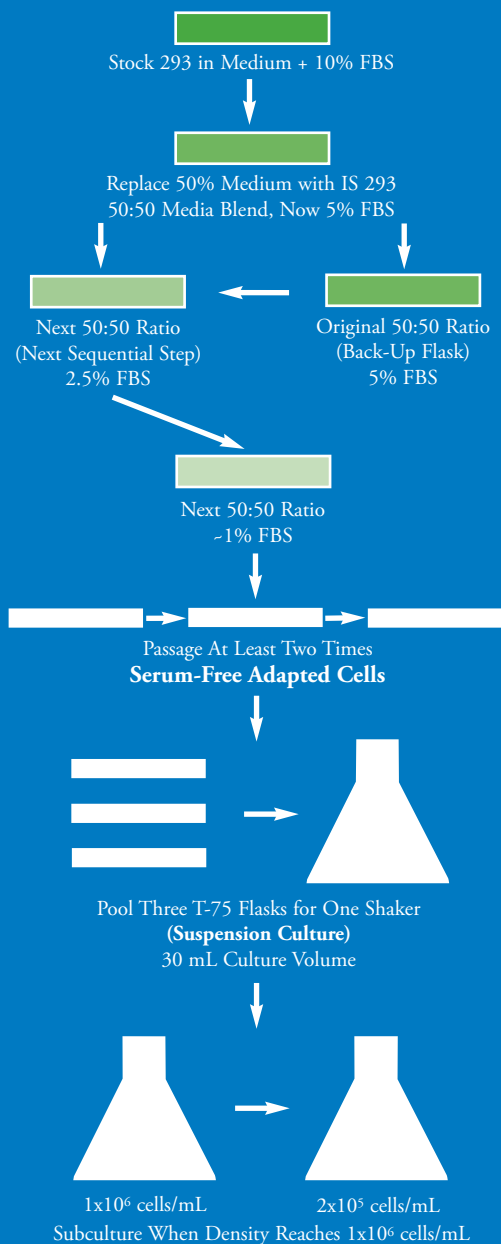 Stock 293 in Medium + 10% FBS
Replace 50% Medium with IS 293
50:50 Media Blend, Now 5% FBS
Next 50:50 Ratio
(Next Sequential Step)
2.5% FBS
Original 50:50 Ratio
(Back-Up Flask)
5% FBS
Next 50:50 Ratio
~1% FBS
Passage At Least Two Times
Serum-Free Adapted Cells
Pool Three T-75 Flasks for One Shaker
(Suspension Culture)
30 mL Culture Volume
1x10⁶ cells/mL
2x10⁵ cells/mL
Subculture When Density Reaches 1x10⁶ cells/mL